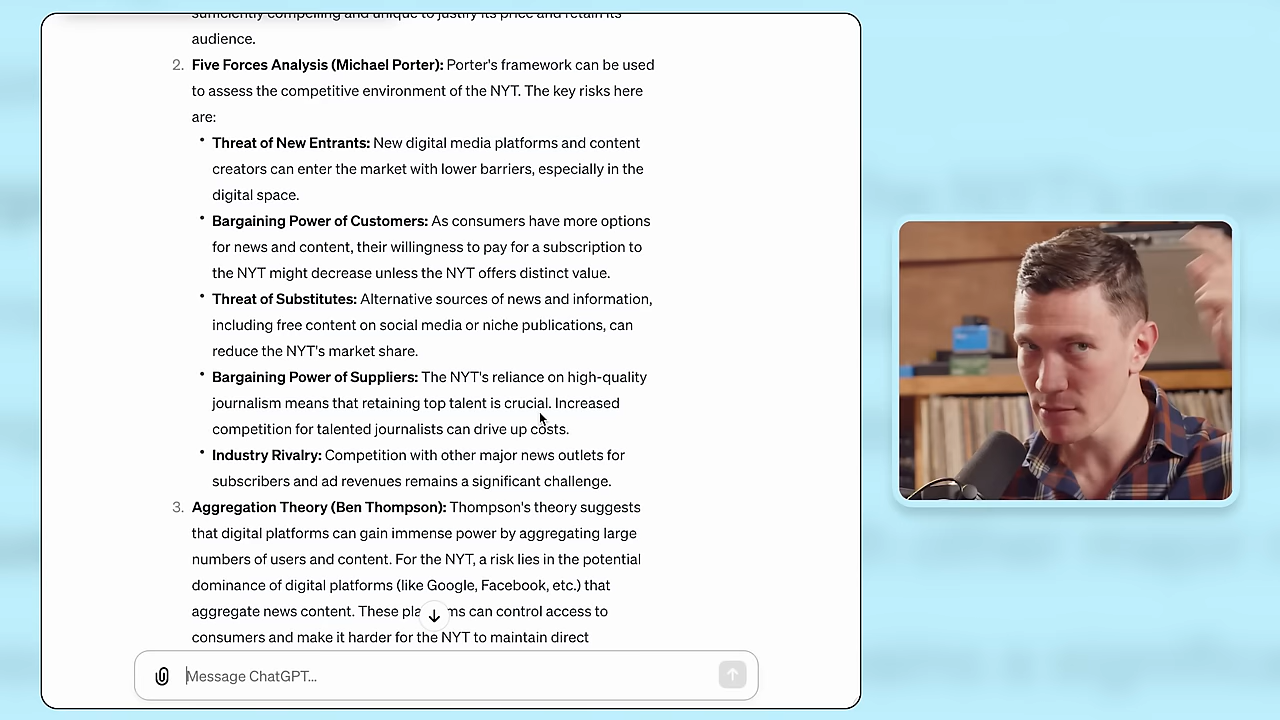 sufficiently compelling and unique to justify its price and retain its
audience.
2. Five Forces Analysis (Michael Porter): Porter's framework can be used
to assess the competitive environment of the NYT. The key risks here
are:
• Threat of New Entrants: New digital media platforms and content
creators can enter the market with lower barriers, especially in the
digital space.
• Bargaining Power of Customers: As consumers have more options
for news and content, their willingness to pay for a subscription to
the NYT might decrease unless the NYT offers distinct value.
• Threat of Substitutes: Alternative sources of news and information,
including free content on social media or niche publications, can
reduce the NYT's market share.
• Bargaining Power of Suppliers: The NYT's reliance on high-quality
journalism means that retaining top talent is crucial. Increased
competition for talented journalists can drive up costs.
• Industry Rivalry: Competition with other major news outlets for
subscribers and ad revenues remains a significant challenge.
3. Aggregation Theory (Ben Thompson): Thompson's theory suggests
that digital platforms can gain immense power by aggregating large
numbers of users and content. For the NYT, a risk lies in the potential
dominance of digital platforms (like Google, Facebook, etc.) that
aggregate news content. These can control access to
consumers and make it harder for the NYT to maintain direct
Message ChatGPT...